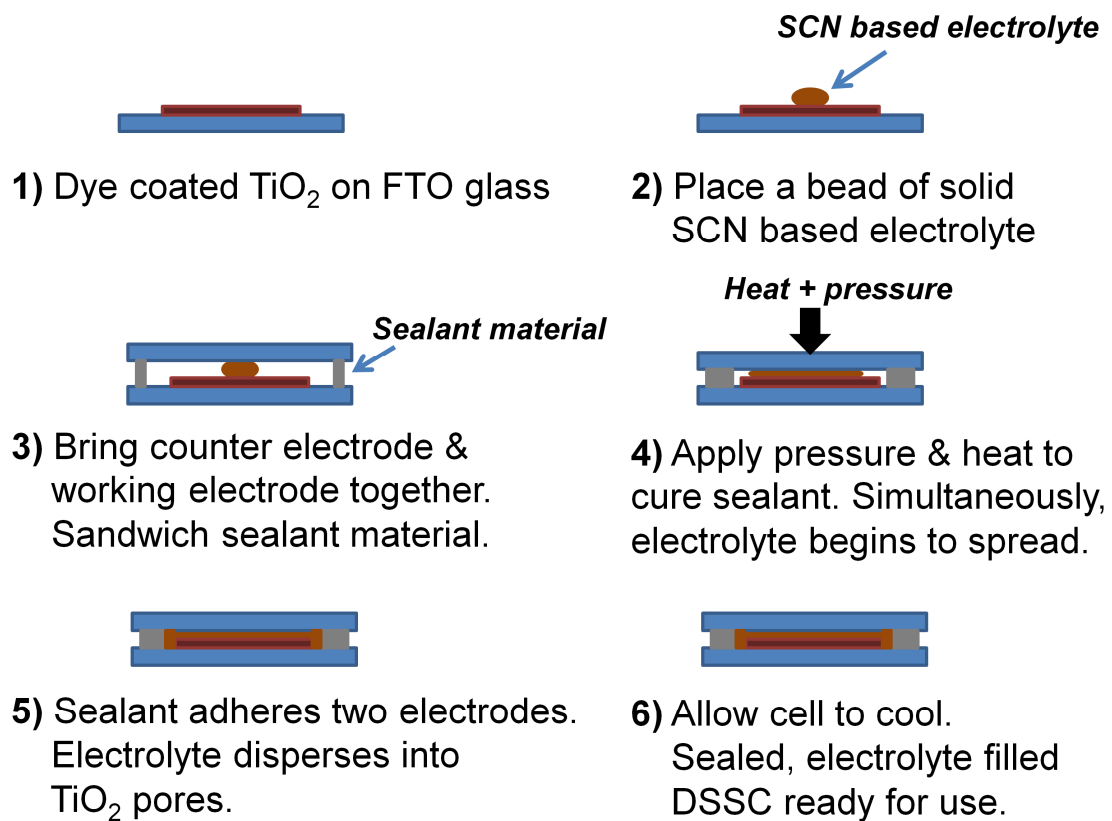 SCN based electrolyte
1) Dye coated TiO₂ on FTO glass
2) Place a bead of solid
SCN based electrolyte
Sealant material
3) Bring counter electrode &
working electrode together.
Sandwich sealant material.
Heat + pressure
4) Apply pressure & heat to
cure sealant. Simultaneously,
electrolyte begins to spread.
5) Sealant adheres two electrodes.
Electrolyte disperses into
TiO₂ pores.
6) Allow cell to cool.
Sealed, electrolyte filled
DSSC ready for use.